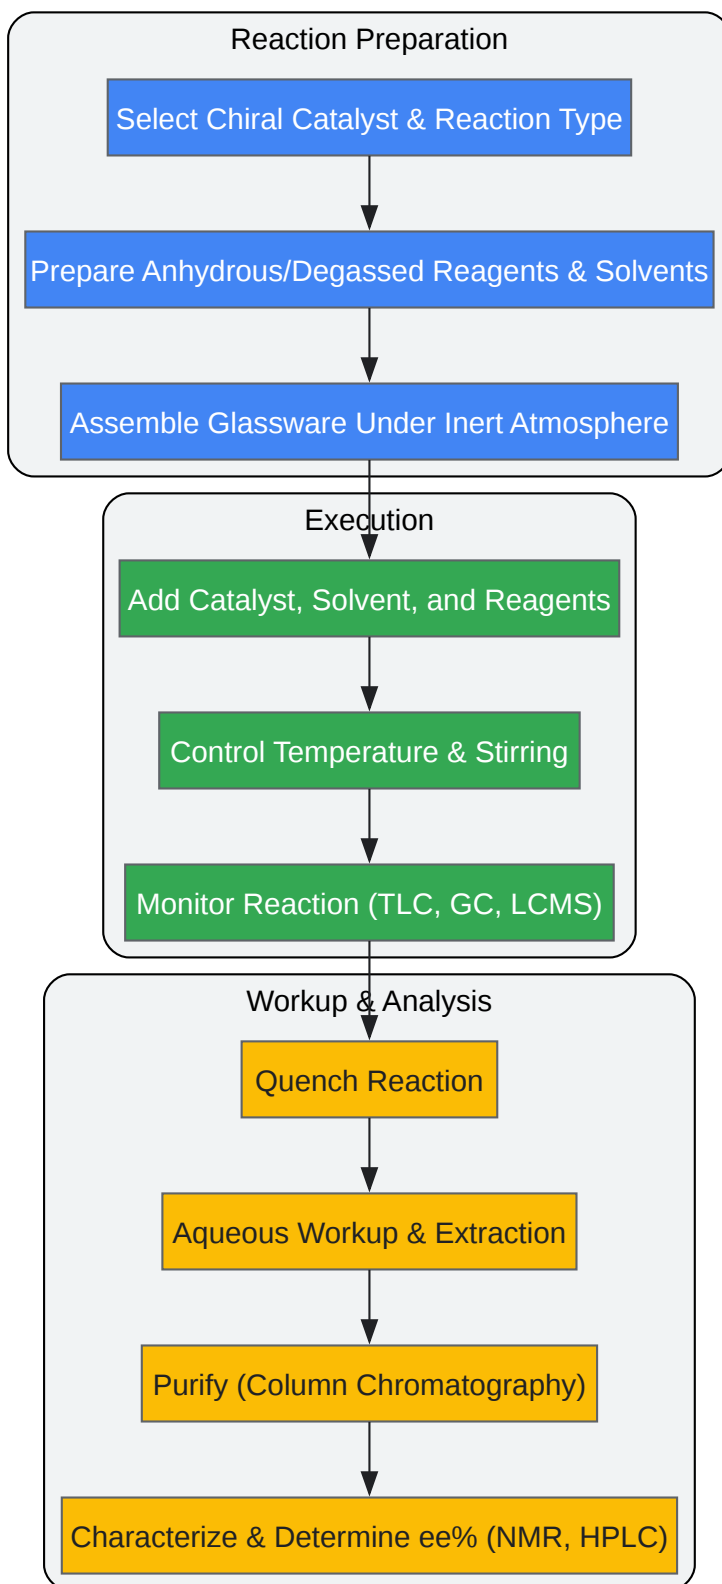 Reaction Preparation
Select Chiral Catalyst & Reaction Type
Prepare Anhydrous/Degassed Reagents & Solvents
Assemble Glassware Under Inert Atmosphere
Execution
Add Catalyst, Solvent, and Reagents
Control Temperature & Stirring
Monitor Reaction (TLC, GC, LCMS)
Workup & Analysis
Quench Reaction
Aqueous Workup & Extraction
Purify (Column Chromatography)
Characterize & Determine ee% (NMR, HPLC)